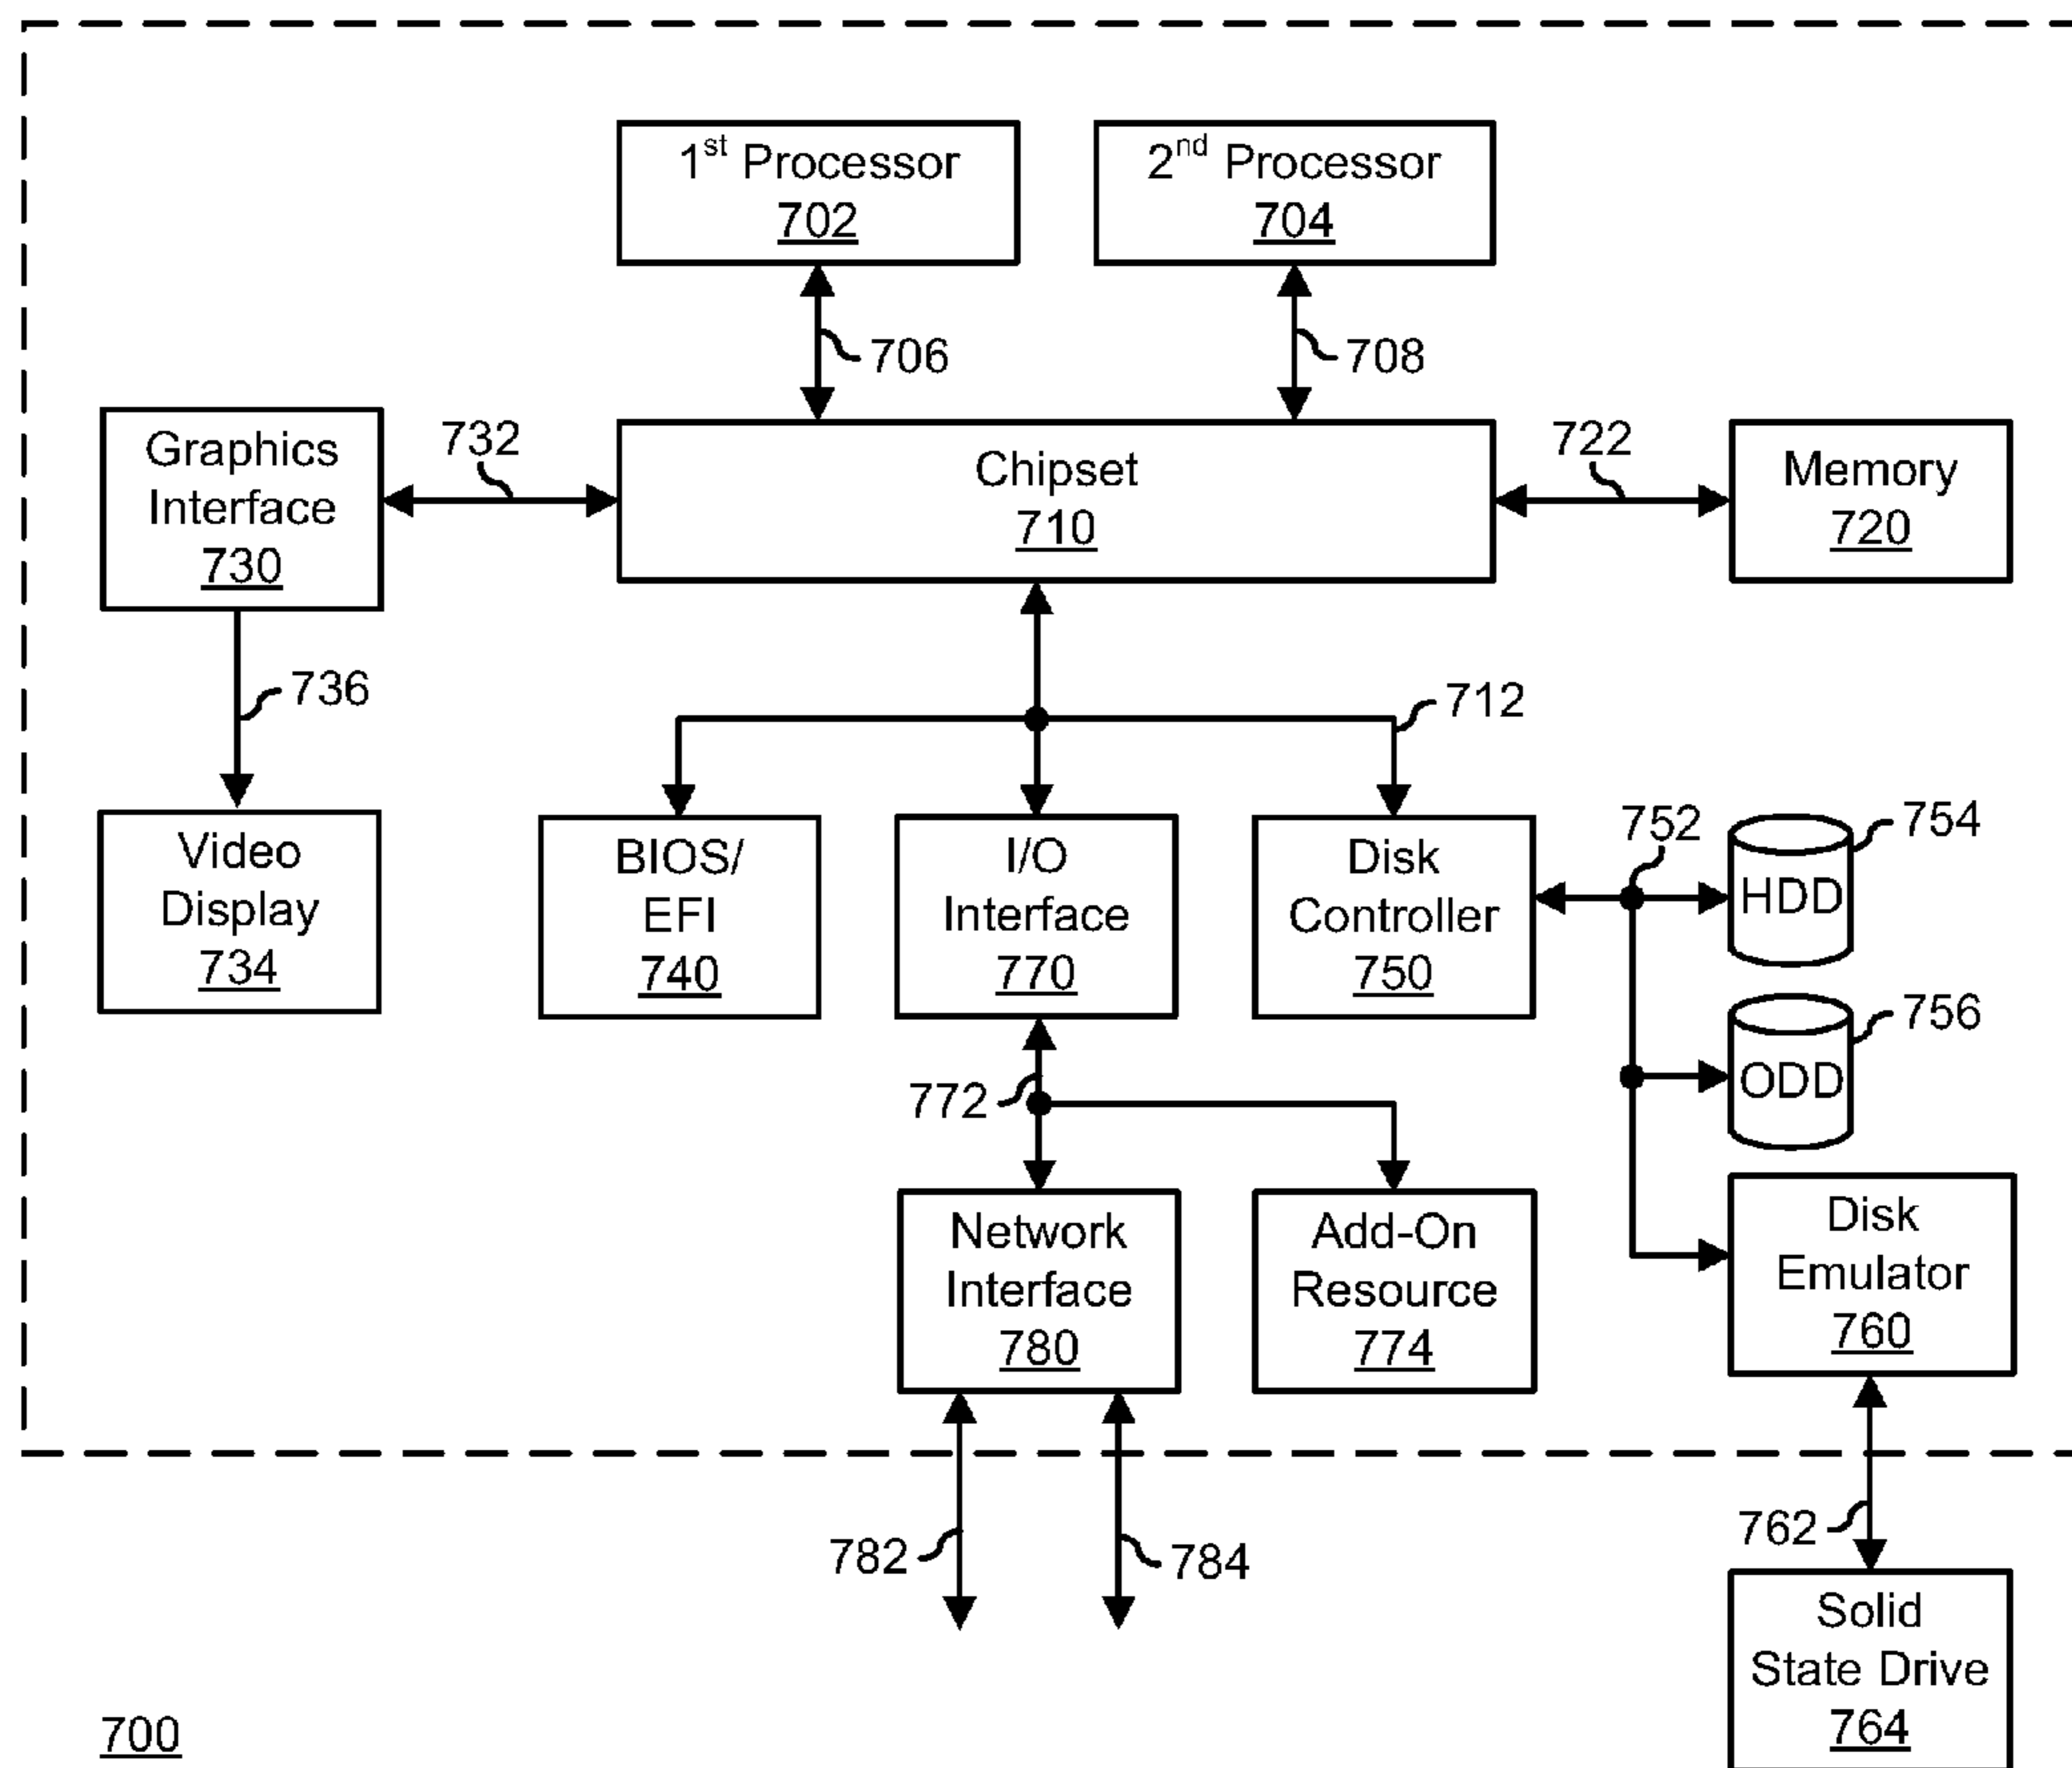 1st Processor
702
2nd Processor
704
706
708
Graphics
Interface
730
732
Chipset
710
722
Memory
720
736
712
Video
Display
734
BIOS/
EFI
740
I/O
Interface
770
Disk
Controller
750
752
HDD
754
ODD
756
772
Network
Interface
780
Add-On
Resource
774
Disk
Emulator
760
782
784
762
Solid
State Drive
764
700